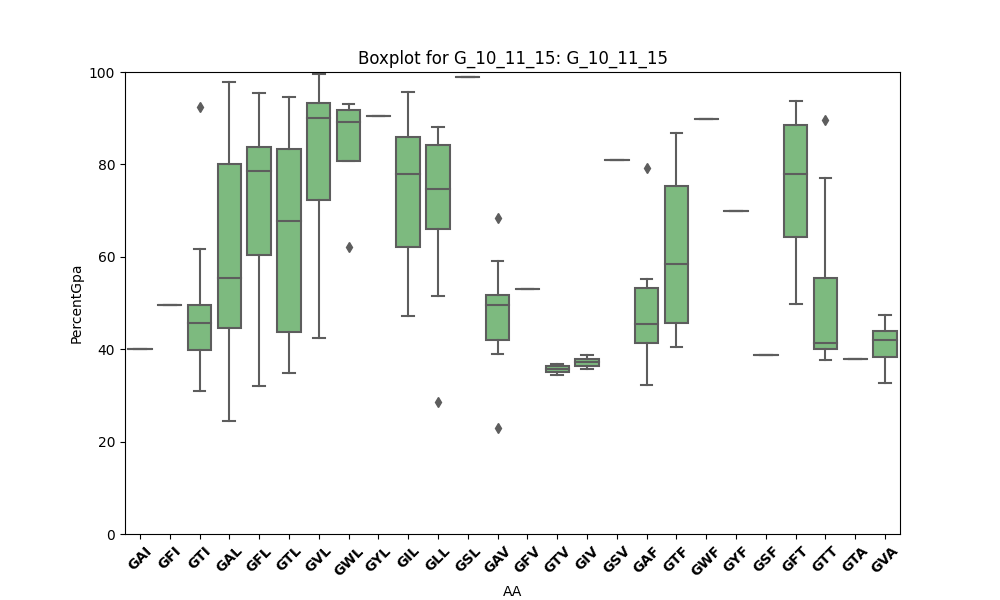 Boxplot for G_10_11_15: G_10_11_15
100
80
60
40
20
0
PercentGpa
GAI GFI GTI GAL GFL GTL GVL GWL GYL GIL GLL GSL GAV GFV GTV GIV GSV GAF GTF GWF GYF GSF GFT GTT GTA GVA
AA